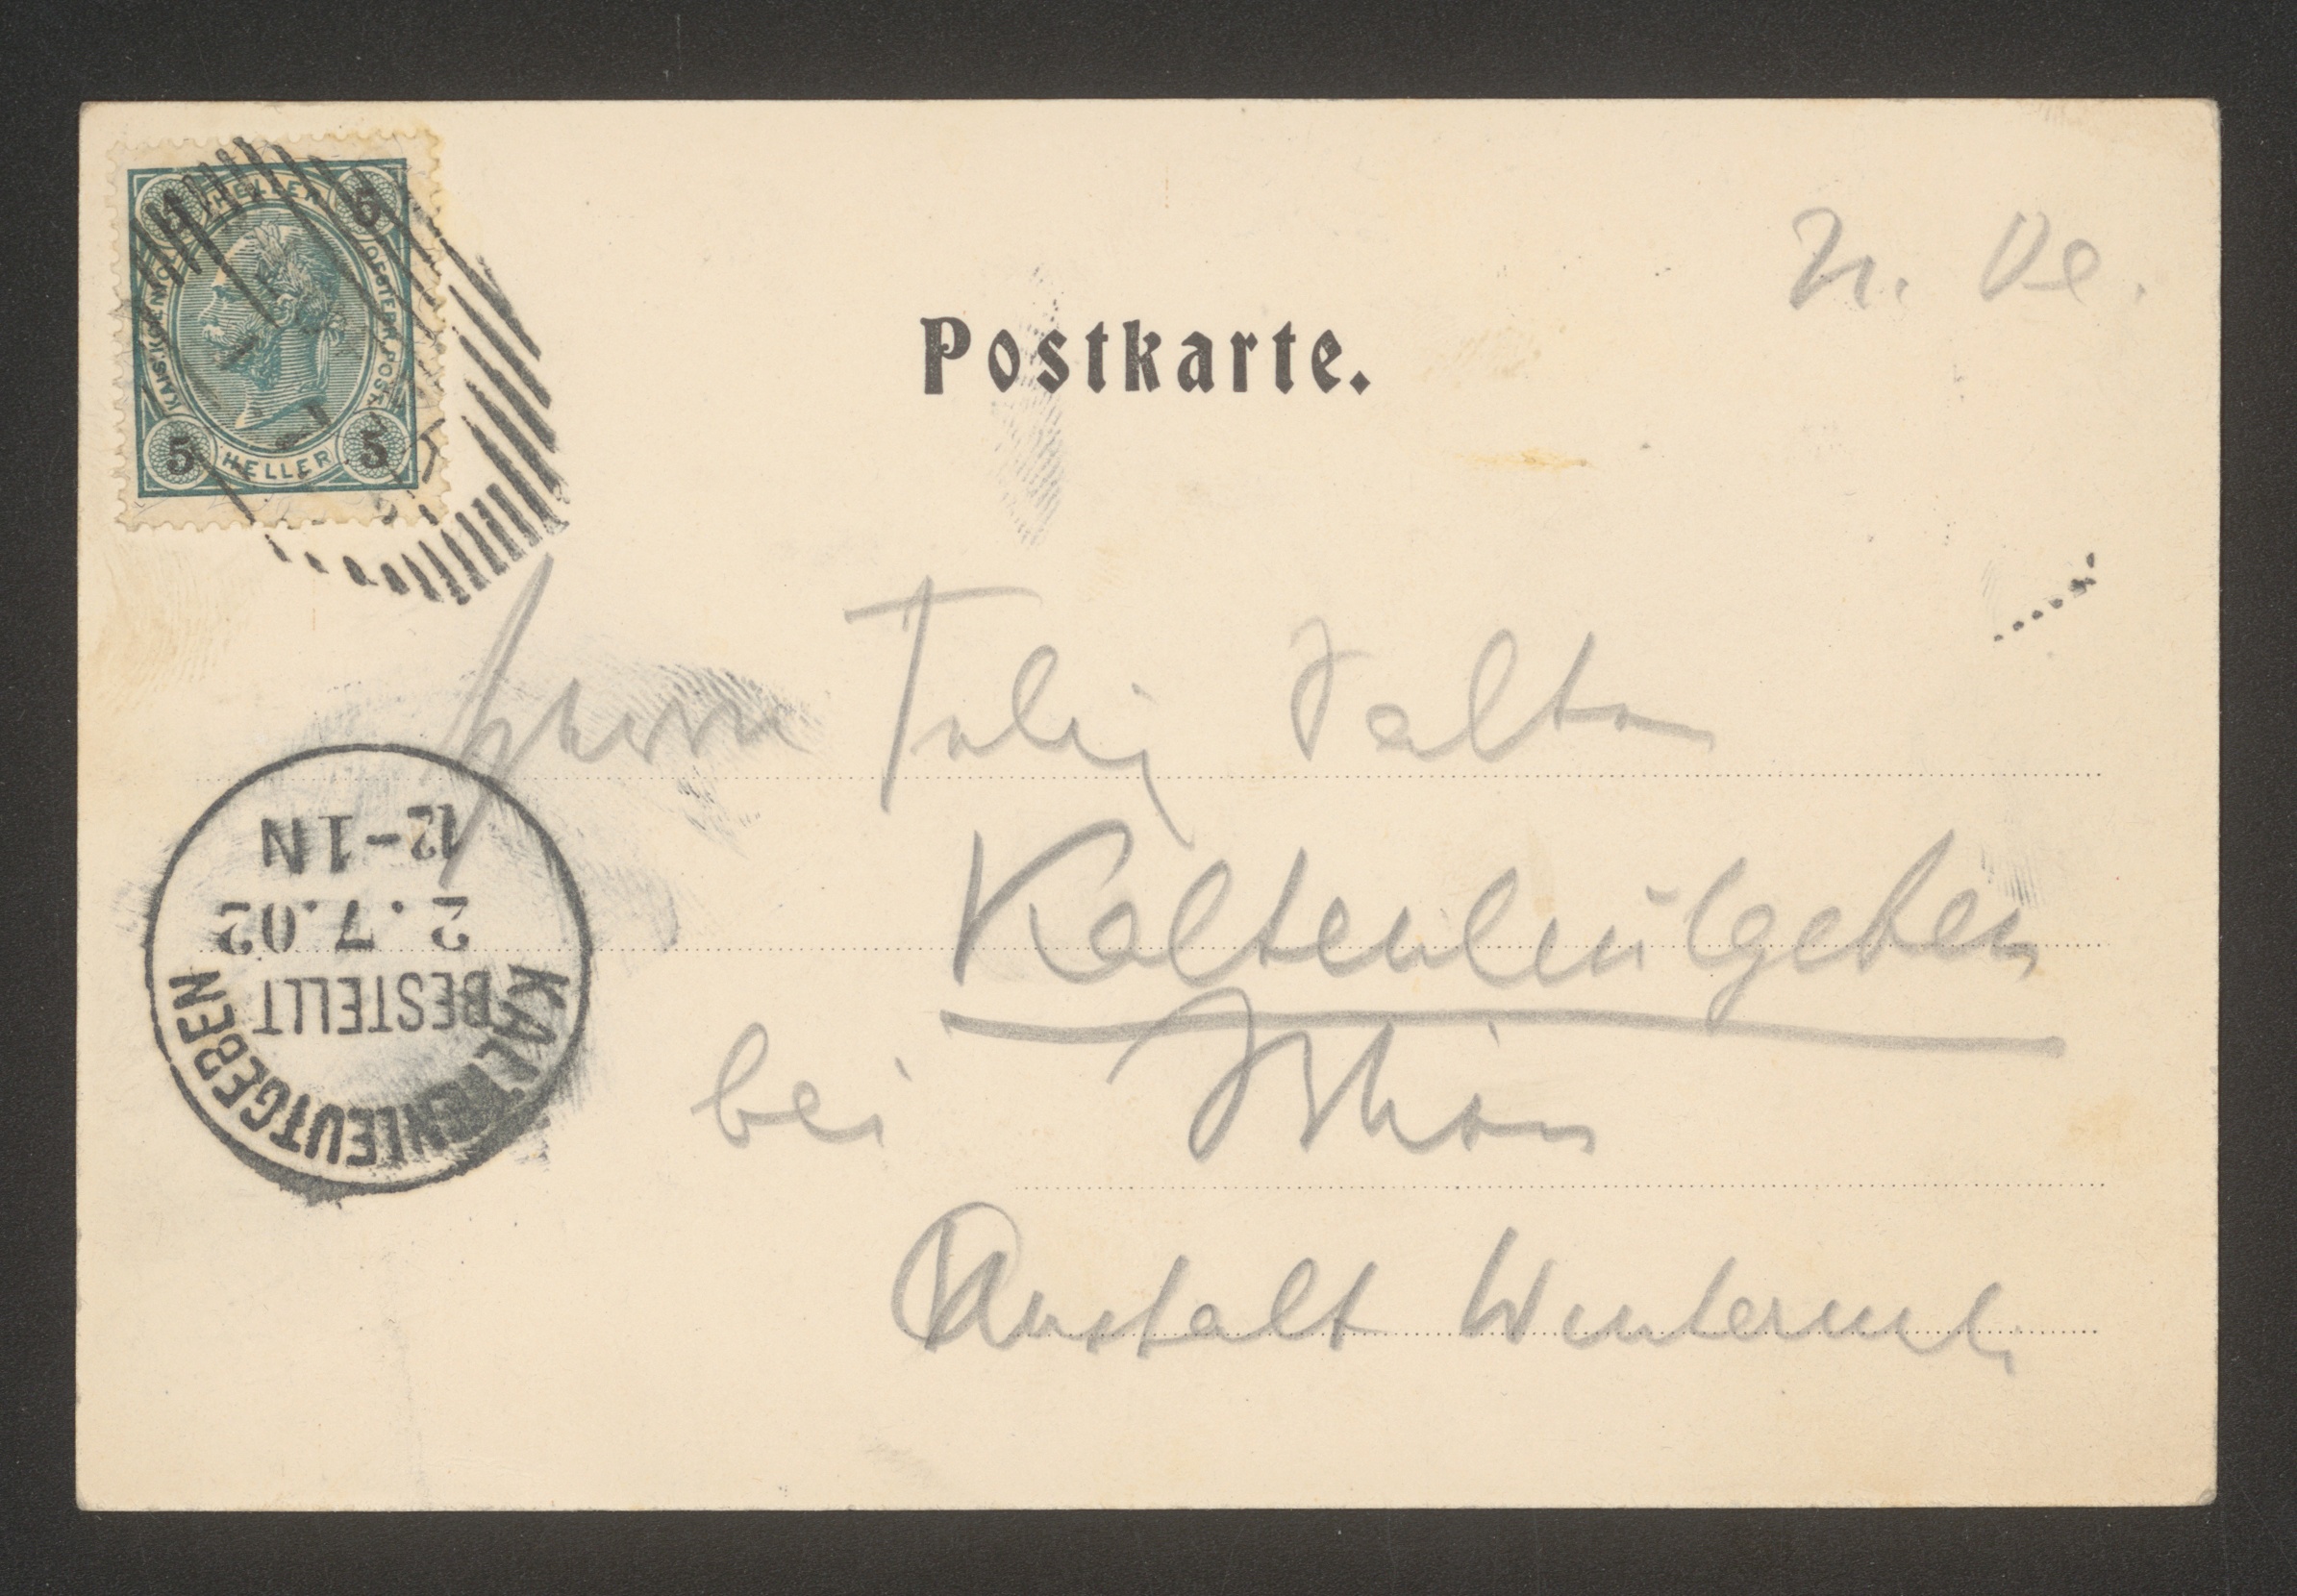 5 HELLER 5
KAIS. KOENIGL. OESTERR. POST.
5 HELLER 5
N. Oe.
Postkarte.
Herrn Felix Salten
Kaltenleutgeben
bei Wien
Anstalt Winternitz
KALTENLEUTGEBEN
BESTELLT
2.7.02
12-1N